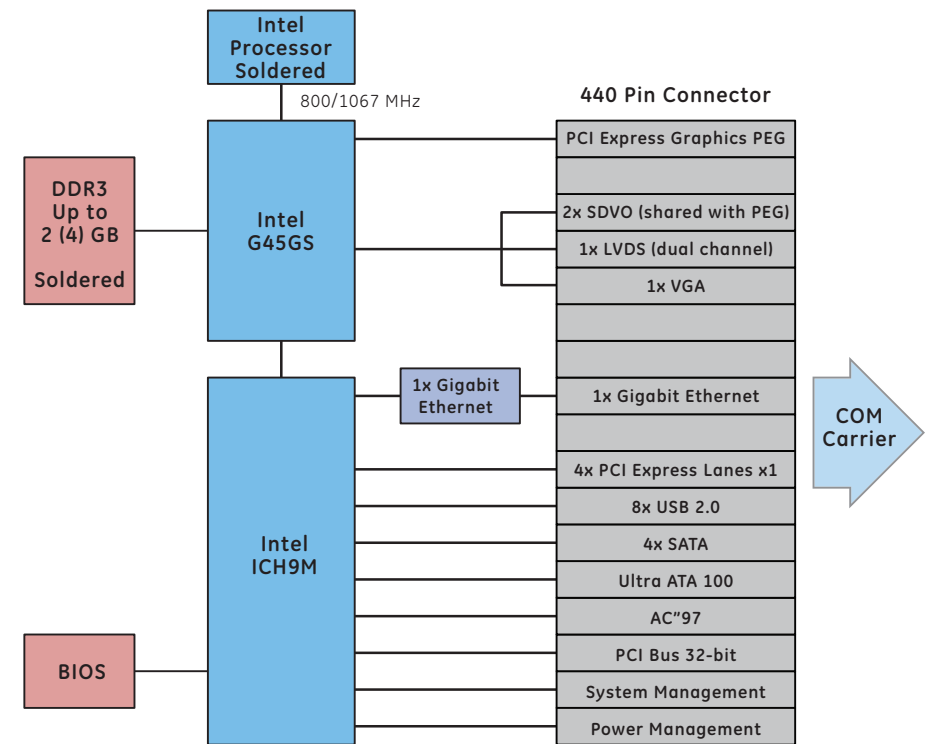 Intel
Processor
Soldered
800/1067 MHz
440 Pin Connector
DDR3
Up to
2 (4) GB
Soldered
Intel
G45GS
PCI Express Graphics PEG
2x SDVO (shared with PEG)
1x LVDS (dual channel)
1x VGA
1x Gigabit
Ethernet
1x Gigabit Ethernet
COM
Carrier
Intel
ICH9M
4x PCI Express Lanes x1
8x USB 2.0
4x SATA
Ultra ATA 100
AC”97
PCI Bus 32-bit
System Management
Power Management
BIOS